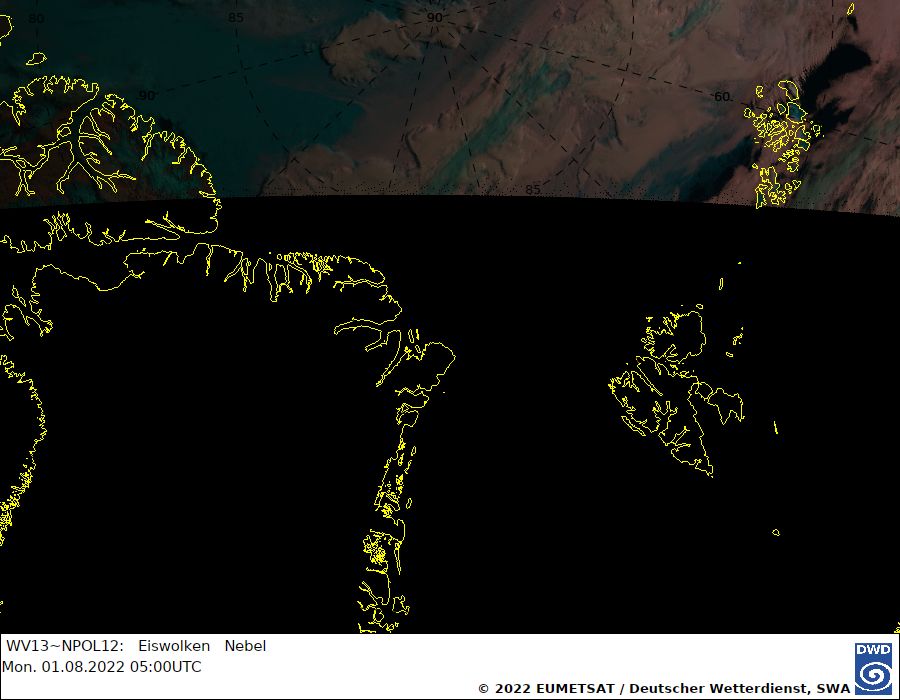 80 85 90
90 60
85
WV13~NPOL12: Eiswolken Nebel
Mon. 01.08.2022 05:00UTC
DWD
© 2022 EUMETSAT / Deutscher Wetterdienst, SWA